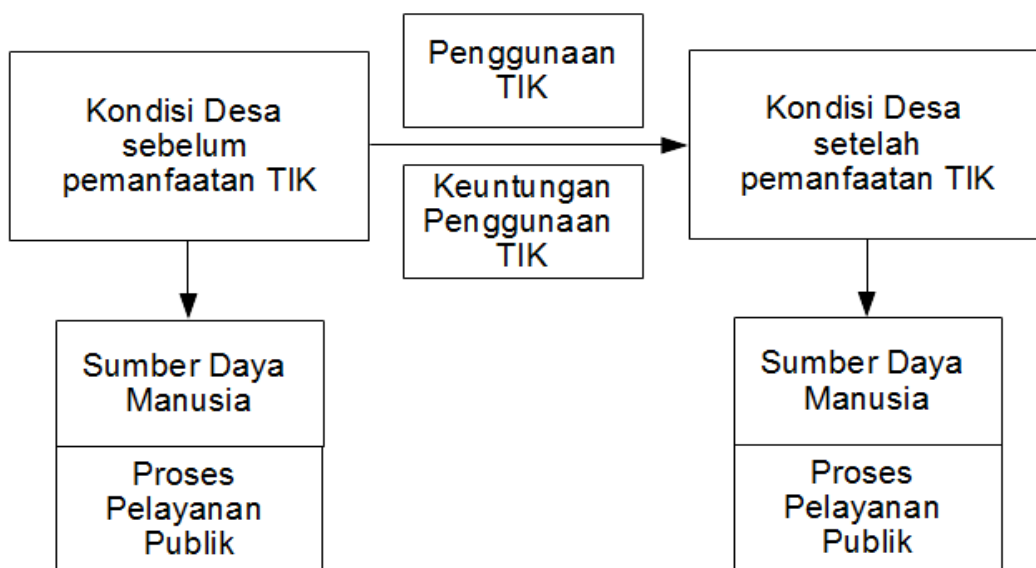 Kondisi Desa
sebelum
pemanfaatan TIK
Penggunaan
TIK
Keuntungan
Penggunaan
TIK
Kondisi Desa
setelah
pemanfaatan TIK
Sumber Daya
Manusia
Proses
Pelayanan
Publik
Sumber Daya
Manusia
Proses
Pelayanan
Publik